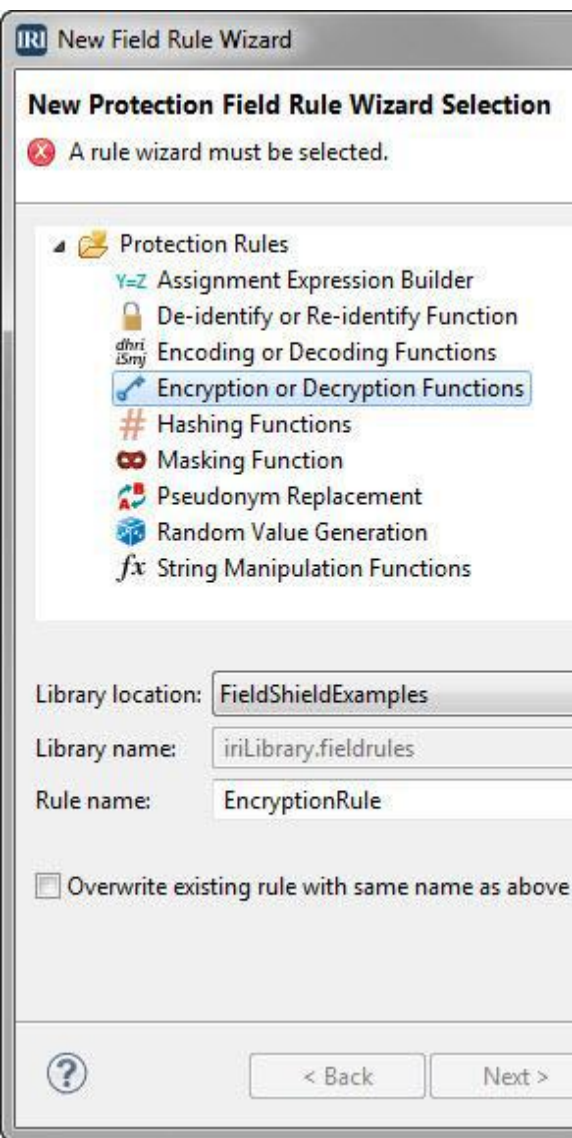 IRI New Field Rule Wizard
New Protection Field Rule Wizard Selection
A rule wizard must be selected.
Protection Rules
Y=Z Assignment Expression Builder
De-identify or Re-identify Function
dhri
iSmj Encoding or Decoding Functions
Encryption or Decryption Functions
# Hashing Functions
Masking Function
A B Pseudonym Replacement
Random Value Generation
fx String Manipulation Functions
Library location: FieldShieldExamples
Library name: iriLibrary.fieldrules
Rule name: EncryptionRule
Overwrite existing rule with same name as above
? < Back Next >